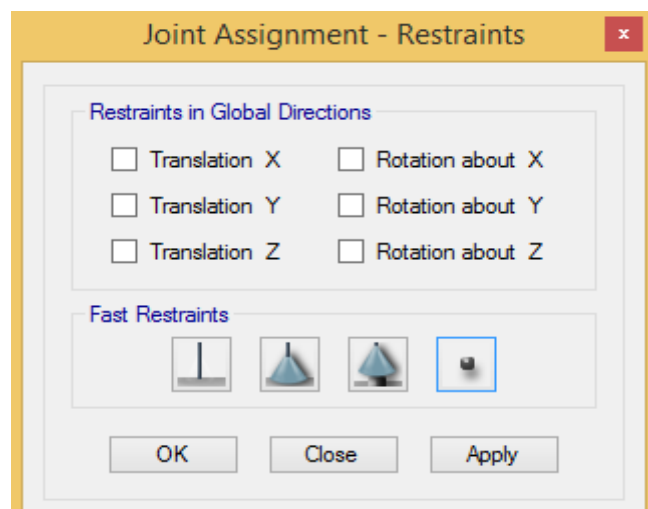 Joint Assignment - Restraints
x
Restraints in Global Directions
Translation X Rotation about X
Translation Y Rotation about Y
Translation Z Rotation about Z
Fast Restraints
OK Close Apply